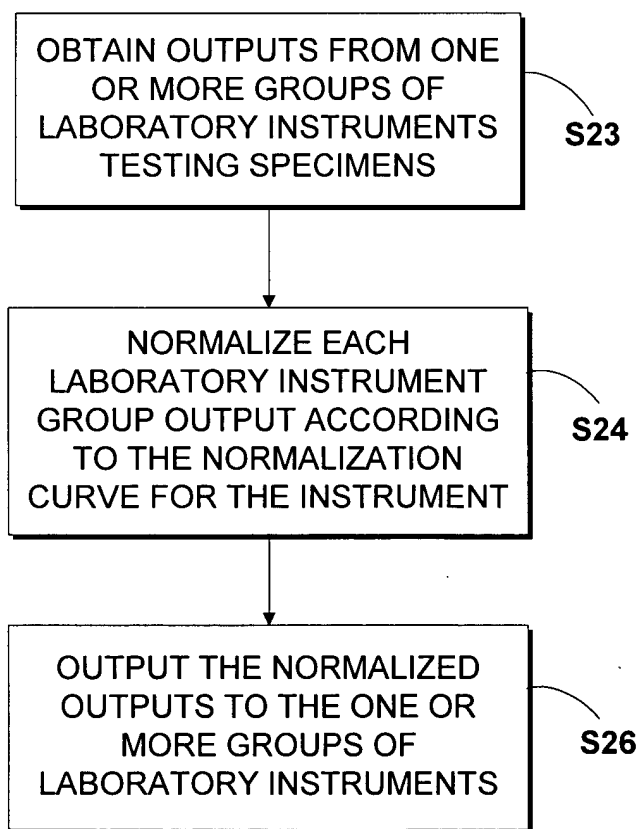 OBTAIN OUTPUTS FROM ONE
OR MORE GROUPS OF
LABORATORY INSTRUMENTS
TESTING SPECIMENS
S23
NORMALIZE EACH
LABORATORY INSTRUMENT
GROUP OUTPUT ACCORDING
TO THE NORMALIZATION
CURVE FOR THE INSTRUMENT
S24
OUTPUT THE NORMALIZED
OUTPUTS TO THE ONE OR
MORE GROUPS OF
LABORATORY INSTRUMENTS
S26